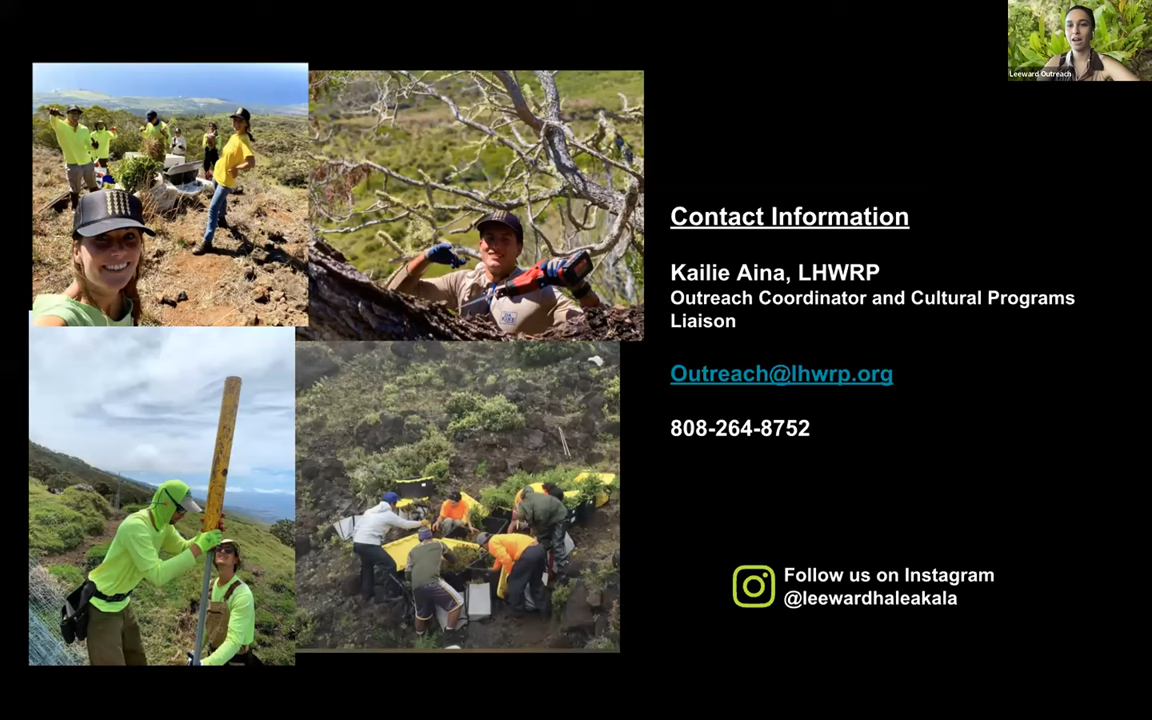 Leeward Outreach
Contact Information
Kailie Aina, LHWRP
Outreach Coordinator and Cultural Programs
Liaison
Outreach@lhwrp.org
808-264-8752
Follow us on Instagram
@leewardhaleakala